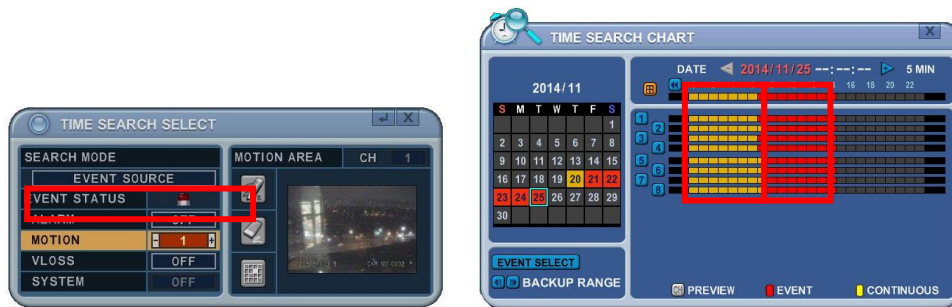 TIME SEARCH SELECT
SEARCH MODE
EVENT SOURCE
EVENT STATUS
ALARM OFF
MOTION - 1 +
VLOSS OFF
SYSTEM OFF
MOTION AREA CH 1
TIME SEARCH CHART
X
2014/11
S M T W T F S
1
2 3 4 5 6 7 8
9 10 11 12 13 14 15
16 17 18 19 20 21 22
23 24 25 26 27 28 29
30
EVENT SELECT
BACKUP RANGE
DATE 2014/11/25 --:--:-- 5 MIN
14 16 18 20 22
1
2
3
4
5
6
7
8
CH PREVIEW EVENT CONTINUOUS